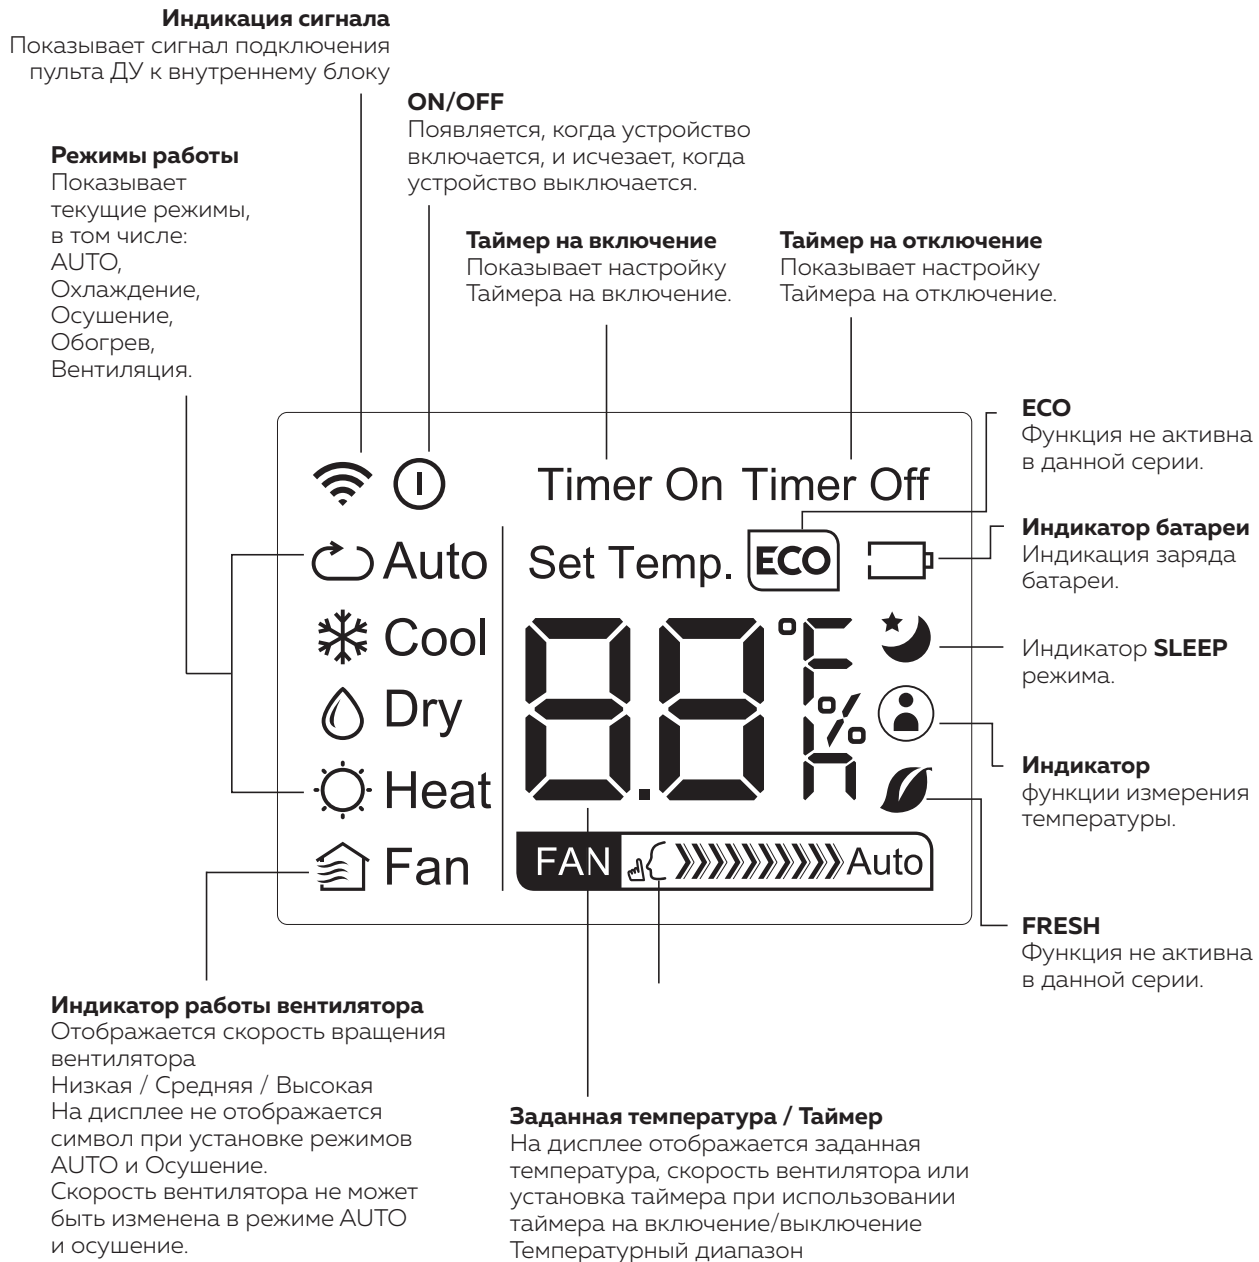 Индикация сигнала
Показывает сигнал подключения
пульта ДУ к внутреннему блоку
ON/OFF
Появляется, когда устройство
включается, и исчезает, когда
устройство выключается.
Режимы работы
Показывает
текущие режимы,
в том числе:
AUTO,
Охлаждение,
Осушение,
Обогрев,
Вентиляция.
Таймер на включение
Показывает настройку
Таймера на включение.
Таймер на отключение
Показывает настройку
Таймера на отключение.
ECO
Функция не активна
в данной серии.
Индикатор батареи
Индикация заряда
батареи.
Индикатор SLEEP
режима.
Индикатор
функции измерения
температуры.
FRESH
Функция не активна
в данной серии.
Timer On Timer Off
Auto
Set Temp. ECO
Cool
Dry
Heat
Fan
8.8 °F
%
h
FAN Auto
Индикатор работы вентилятора
Отображается скорость вращения
вентилятора
Низкая / Средняя / Высокая
На дисплее не отображается
символ при установке режимов
AUTO и Осушение.
Скорость вентилятора не может
быть изменена в режиме AUTO
и осушение.
Заданная температура / Таймер
На дисплее отображается заданная
температура, скорость вентилятора или
установка таймера при использовании
таймера на включение/выключение
Температурный диапазон